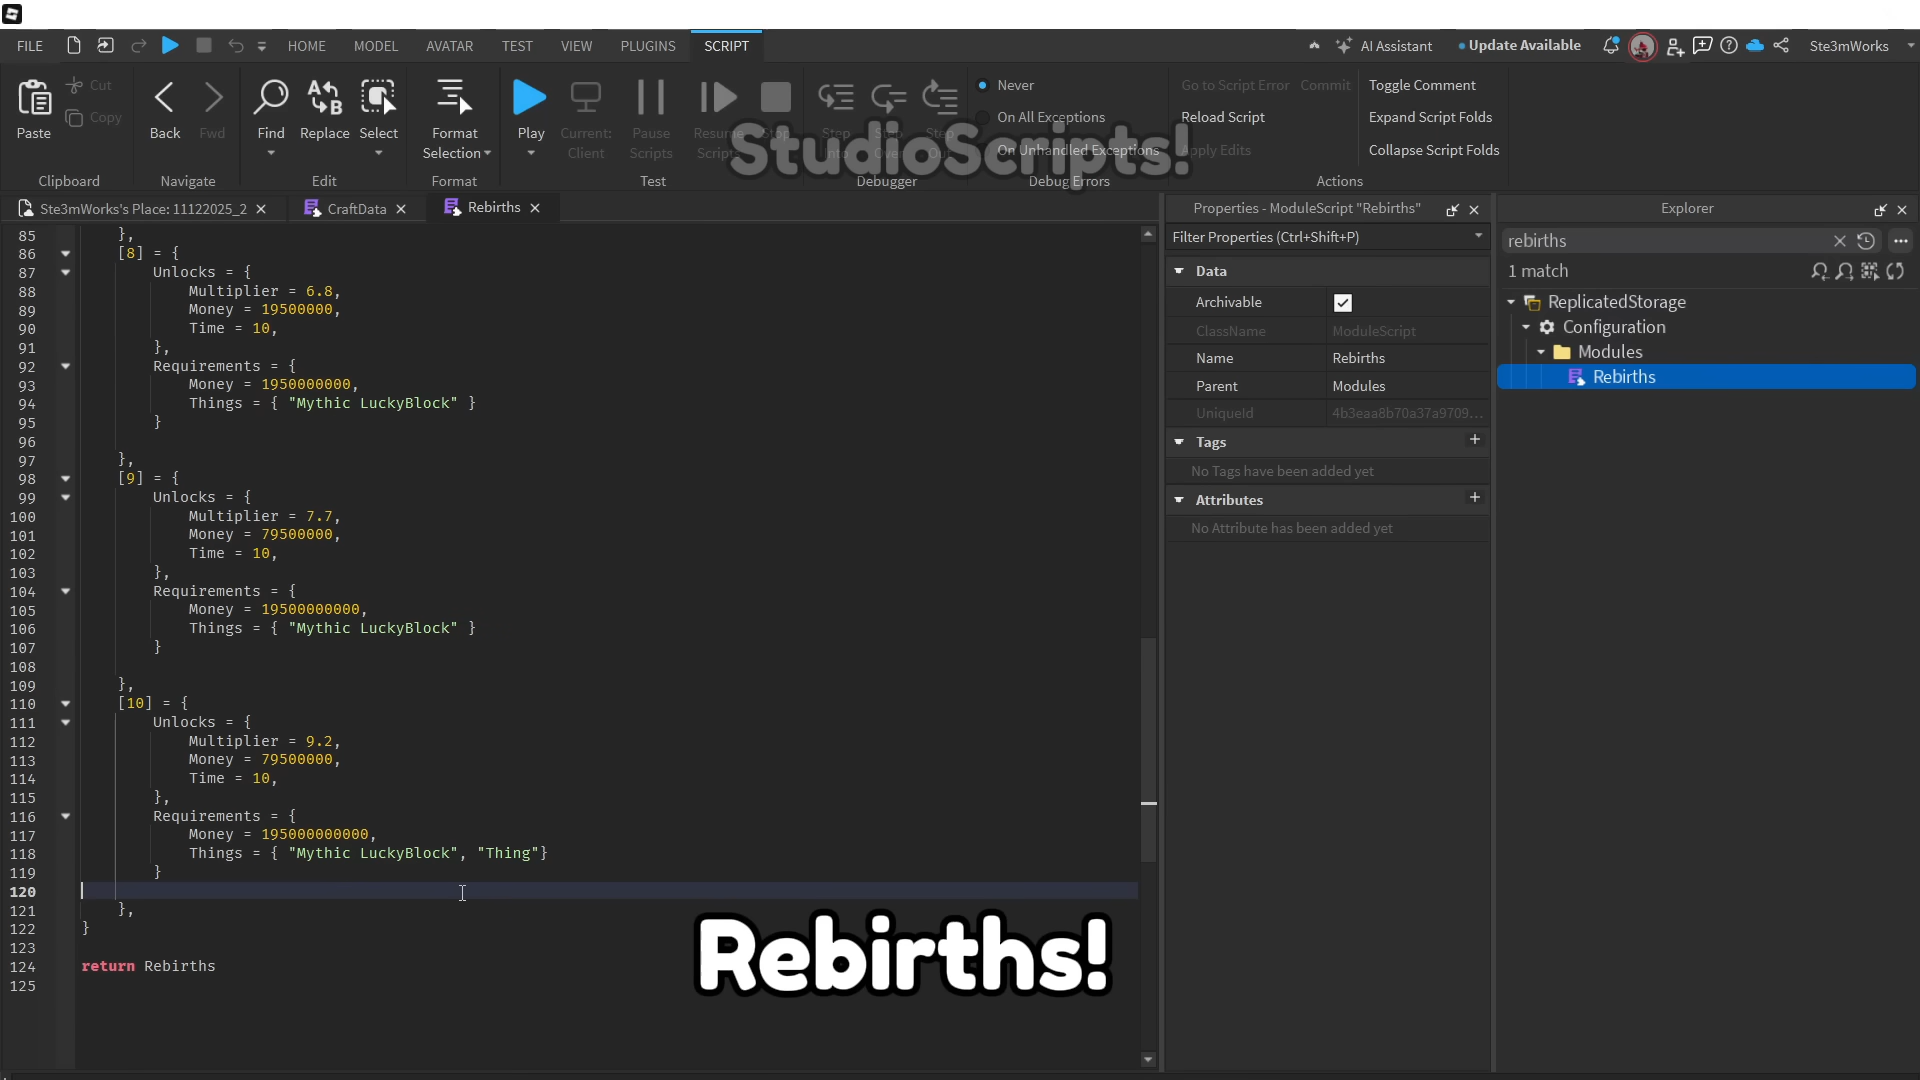 FILE HOME MODEL AVATAR TEST VIEW PLUGINS SCRIPT AI Assistant Update Available Ste3mWorks
Paste Cut Copy Back Fwd Find Replace Select Format Selection Play Current: Client Pause Scripts Resume Scripts Stop Step Into Step Over Step Out
Never
On All Exceptions
On Unhandled Exceptions
Go to Script Error Commit
Reload Script
Apply Edits
Toggle Comment
Expand Script Folds
Collapse Script Folds
StudioScripts!
Clipboard Navigate Edit Format Test Debugger Debug Errors Actions
Ste3mWorks's Place: 11122025_2 CraftData Rebirths
85 },
86 [8] = {
87 Unlocks = {
88 Multiplier = 6.8,
89 Money = 19500000,
90 Time = 10,
91 },
92 Requirements = {
93 Money = 1950000000,
94 Things = { "Mythic LuckyBlock" }
95 }
96
97 },
98 [9] = {
99 Unlocks = {
100 Multiplier = 7.7,
101 Money = 79500000,
102 Time = 10,
103 },
104 Requirements = {
105 Money = 19500000000,
106 Things = { "Mythic LuckyBlock" }
107 }
108
109 },
110 [10] = {
111 Unlocks = {
112 Multiplier = 9.2,
113 Money = 79500000,
114 Time = 10,
115 },
116 Requirements = {
117 Money = 195000000000,
118 Things = { "Mythic LuckyBlock", "Thing"}
119 }
120
121 },
122 }
123
124 return Rebirths
125
Rebirths!
Properties - ModuleScript "Rebirths"
Filter Properties (Ctrl+Shift+P)
Data
Archivable
ClassName ModuleScript
Name Rebirths
Parent Modules
UniqueId 4b3eaa8b70a37a9709...
Tags
No Tags have been added yet
Attributes
No Attribute has been added yet
Explorer
rebirths
1 match
ReplicatedStorage
Configuration
Modules
Rebirths